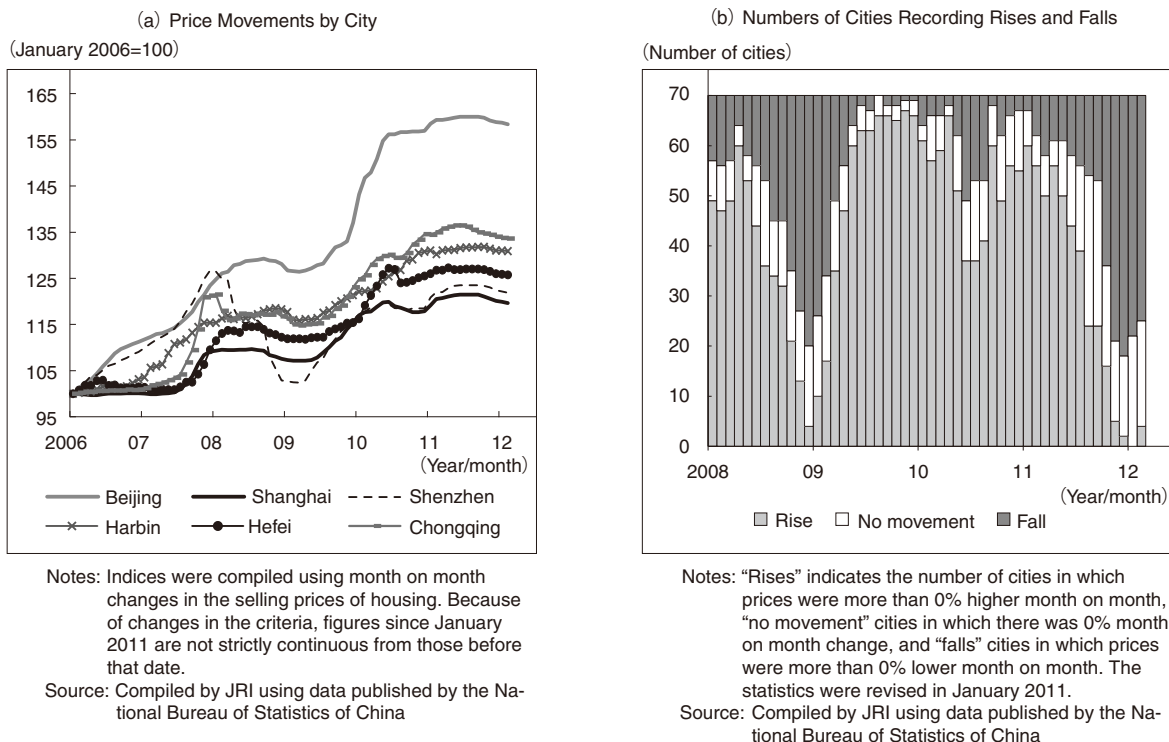 (a) Price Movements by City
(January 2006=100)
165
155
145
135
125
115
105
95
2006 07 08 09 10 11 12
(Year/month)
Beijing Shanghai Shenzhen
Harbin Hefei Chongqing
Notes: Indices were compiled using month on month
changes in the selling prices of housing. Because
of changes in the criteria, figures since January
2011 are not strictly continuous from those before
that date.
Source: Compiled by JRI using data published by the Na-
tional Bureau of Statistics of China
(b) Numbers of Cities Recording Rises and Falls
(Number of cities)
70
60
50
40
30
20
10
0
2008 09 10 11 12
(Year/month)
Rise No movement Fall
Notes: “Rises” indicates the number of cities in which
prices were more than 0% higher month on month,
“no movement” cities in which there was 0% month
on month change, and “falls” cities in which prices
were more than 0% lower month on month. The
statistics were revised in January 2011.
Source: Compiled by JRI using data published by the Na-
tional Bureau of Statistics of China